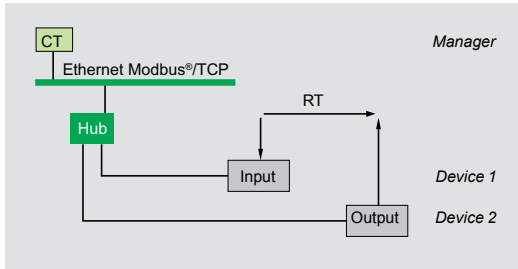 CT
Manager
Ethernet Modbus®/TCP
RT
Hub
Input
Device 1
Output
Device 2